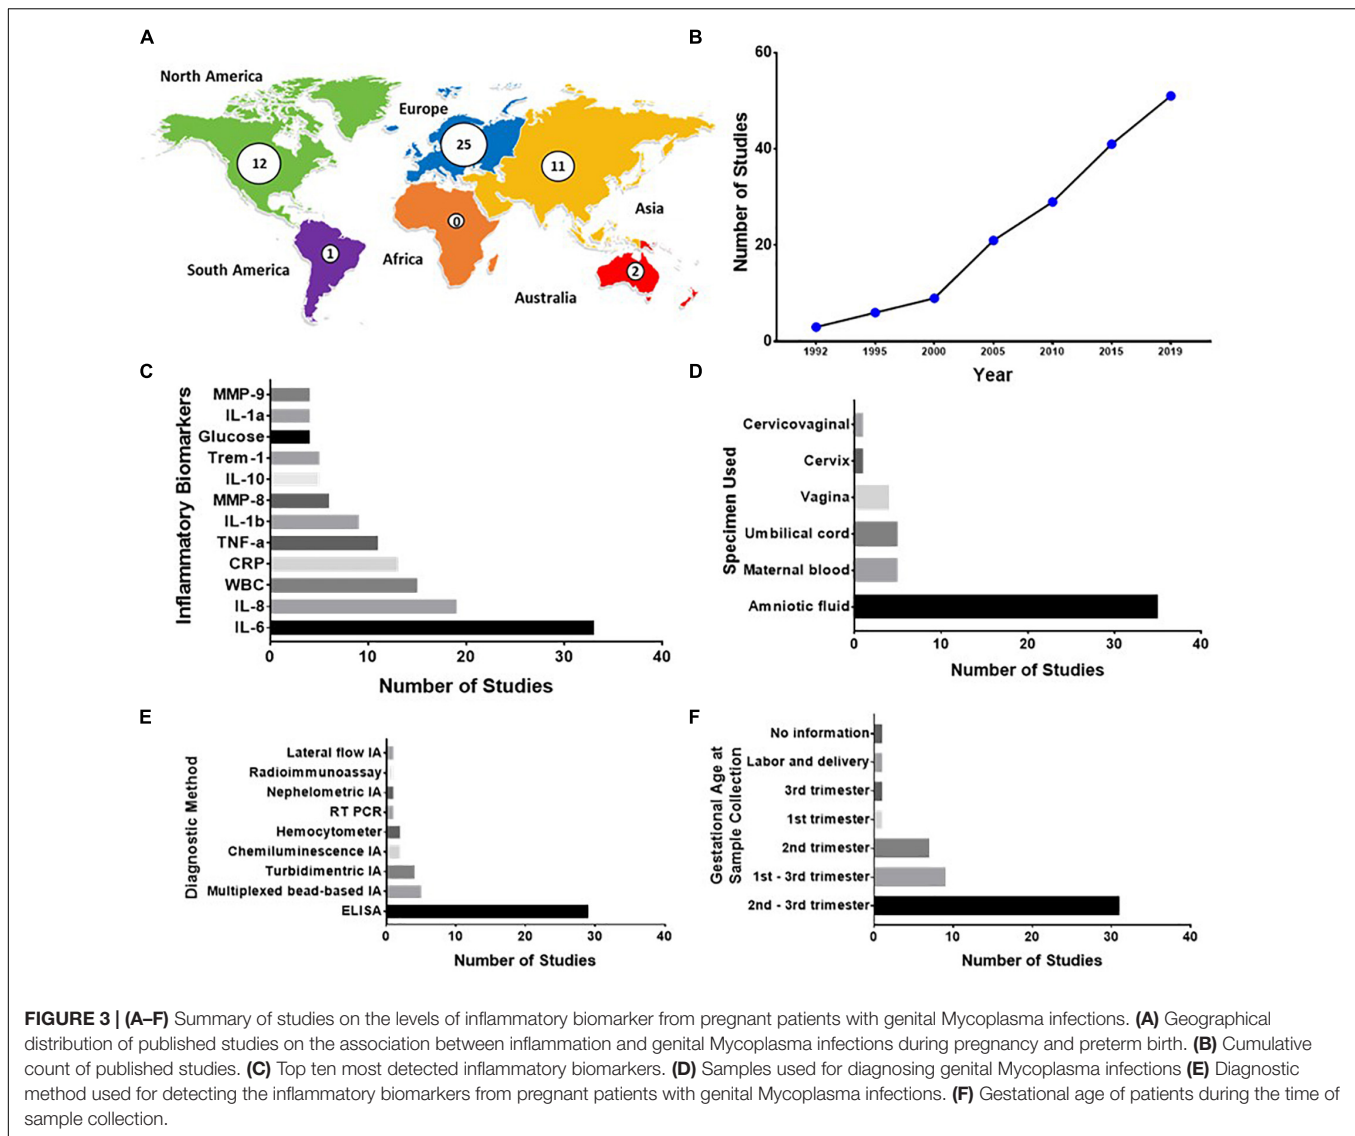 A
North America
Europe
12
25
11
0
Asia
1
Africa
South America
2
Australia
B
60
40
20
0
Number of Studies
1992 1995 2000 2005 2010 2015 2019
Year
C
Inflammatory Biomarkers
MMP-9
IL-1a
Glucose
Trem-1
IL-10
MMP-8
IL-1b
TNF-a
CRP
WBC
IL-8
IL-6
0 10 20 30 40
Number of Studies
D
Specimen Used
Cervicovaginal
Cervix
Vagina
Umbilical cord
Maternal blood
Amniotic fluid
0 10 20 30 40
Number of Studies
E
Diagnostic Method
Lateral flow IA
Radioimmunoassay
Nephelometric IA
RT PCR
Hemocytometer
Chemiluminescence IA
Turbidimentric IA
Multiplexed bead-based IA
ELISA
0 10 20 30 40
Number of Studies
F
Gestational Age at
Sample Collection
No information
Labor and delivery
3rd trimester
1st trimester
2nd trimester
1st - 3rd trimester
2nd - 3rd trimester
0 10 20 30 40
Number of Studies
FIGURE 3 | (A–F) Summary of studies on the levels of inflammatory biomarker from pregnant patients with genital Mycoplasma infections. (A) Geographical
distribution of published studies on the association between inflammation and genital Mycoplasma infections during pregnancy and preterm birth. (B) Cumulative
count of published studies. (C) Top ten most detected inflammatory biomarkers. (D) Samples used for diagnosing genital Mycoplasma infections (E) Diagnostic
method used for detecting the inflammatory biomarkers from pregnant patients with genital Mycoplasma infections. (F) Gestational age of patients during the time of
sample collection.